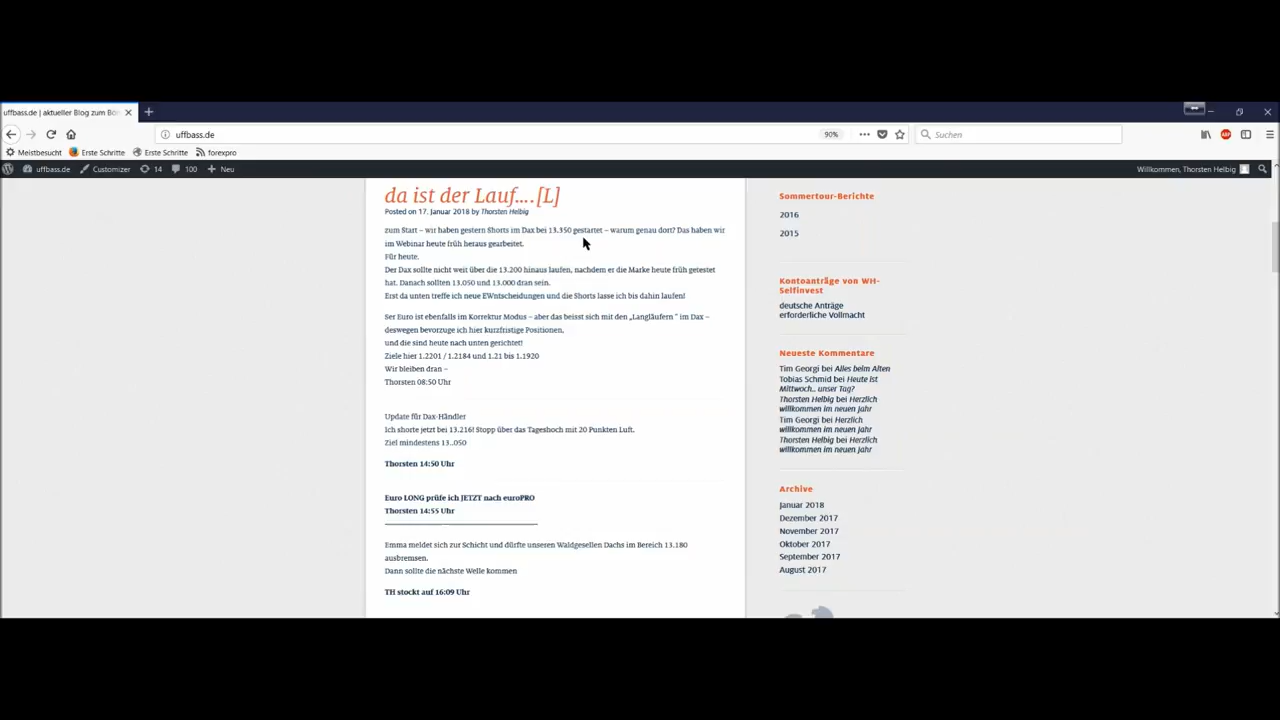 uffbass.de | aktueller Blog zum Bör
uffbass.de
90%
Suchen
Meistbesucht
Erste Schritte
Erste Schritte
forexpro
uffbass.de
Customizer
14
100
Neu
Willkommen, Thorsten Helbig
da ist der Lauf….[L]
Posted on 17. Januar 2018 by Thorsten Helbig
zum Start – wir haben gestern Shorts im Dax bei 13.350 gestartet – warum genau dort? Das haben wir
im Webinar heute früh heraus gearbeitet.
Für heute.
Der Dax sollte nicht weit über die 13.200 hinaus laufen, nachdem er die Marke heute früh getestet
hat. Danach sollten 13.050 und 13.000 dran sein.
Erst da unten treffe ich neue EWntscheidungen und die Shorts lasse ich bis dahin laufen!
Ser Euro ist ebenfalls im Korrektur Modus – aber das beisst sich mit den „Langläufern “ im Dax –
deswegen bevorzuge ich hier kurzfristige Positionen,
und die sind heute nach unten gerichtet!
Ziele hier 1.2201 / 1.2184 und 1.21 bis 1.1920
Wir bleiben dran –
Thorsten 08:50 Uhr
Update für Dax-Händler
Ich shorte jetzt bei 13.216! Stopp über das Tageshoch mit 20 Punkten Luft.
Ziel mindestens 13..050
Thorsten 14:50 Uhr
Euro LONG prüfe ich JETZT nach euroPRO
Thorsten 14:55 Uhr
Emma meldet sich zur Schicht und dürfte unseren Waldgesellen Dachs im Bereich 13.180
ausbremsen.
Dann sollte die nächste Welle kommen
TH stockt auf 16:09 Uhr
Sommertour-Berichte
2016
2015
Kontoanträge von WH-
Selfinvest
deutsche Anträge
erforderliche Vollmacht
Neueste Kommentare
Tim Georgi bei Alles beim Alten
Tobias Schmid bei Heute ist
Mittwoch.. unser Tag?
Thorsten Helbig bei Herzlich
willkommen im neuen Jahr
Tim Georgi bei Herzlich
willkommen im neuen Jahr
Thorsten Helbig bei Herzlich
willkommen im neuen Jahr
Archive
Januar 2018
Dezember 2017
November 2017
Oktober 2017
September 2017
August 2017